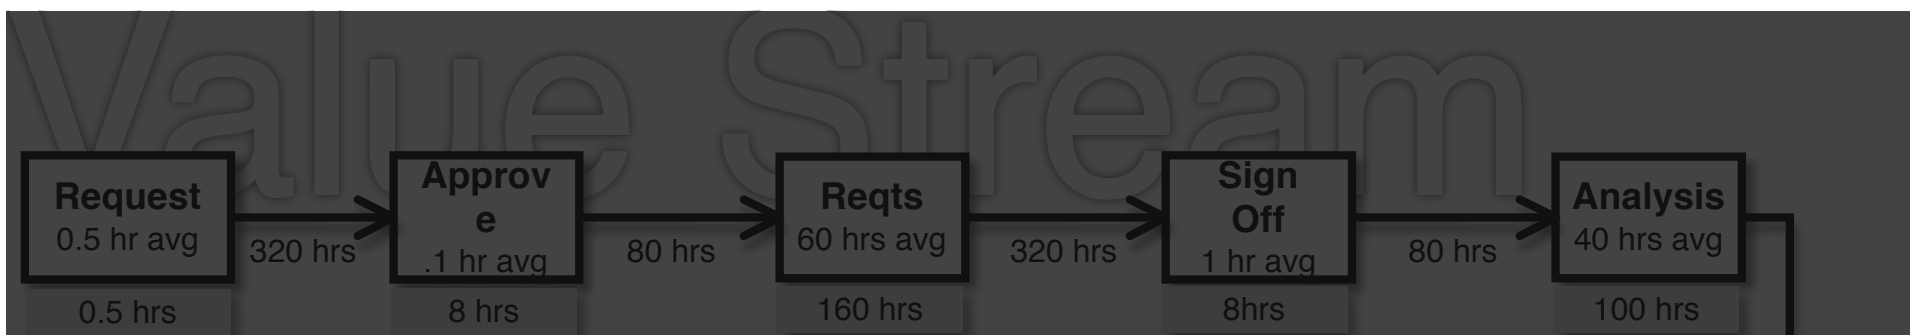 Value Stream
Request
0.5 hr avg
320 hrs
Approv
e
.1 hr avg
80 hrs
Reqts
60 hrs avg
320 hrs
Sign
Off
1 hr avg
80 hrs
Analysis
40 hrs avg
0.5 hrs
8 hrs
160 hrs
8hrs
100 hrs